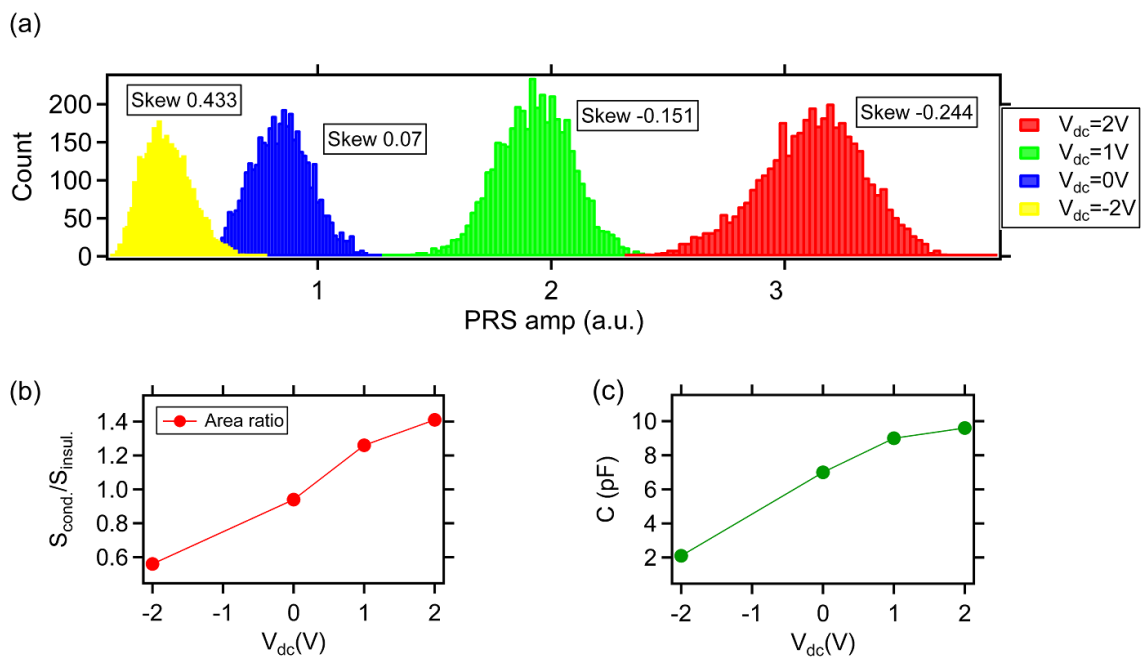 (a)
Skew 0.433
Skew 0.07
Skew -0.151
Skew -0.244
200
150
100
50
0
Count
1
2
3
PRS amp (a.u.)
V_dc=2V
V_dc=1V
V_dc=0V
V_dc=-2V
(b)
Area ratio
1.4
1.2
1.0
0.8
0.6
S_cond./S_insul.
-2 -1 0 1 2
V_dc(V)
(c)
10
8
6
4
2
C (pF)
-2 -1 0 1 2
V_dc(V)